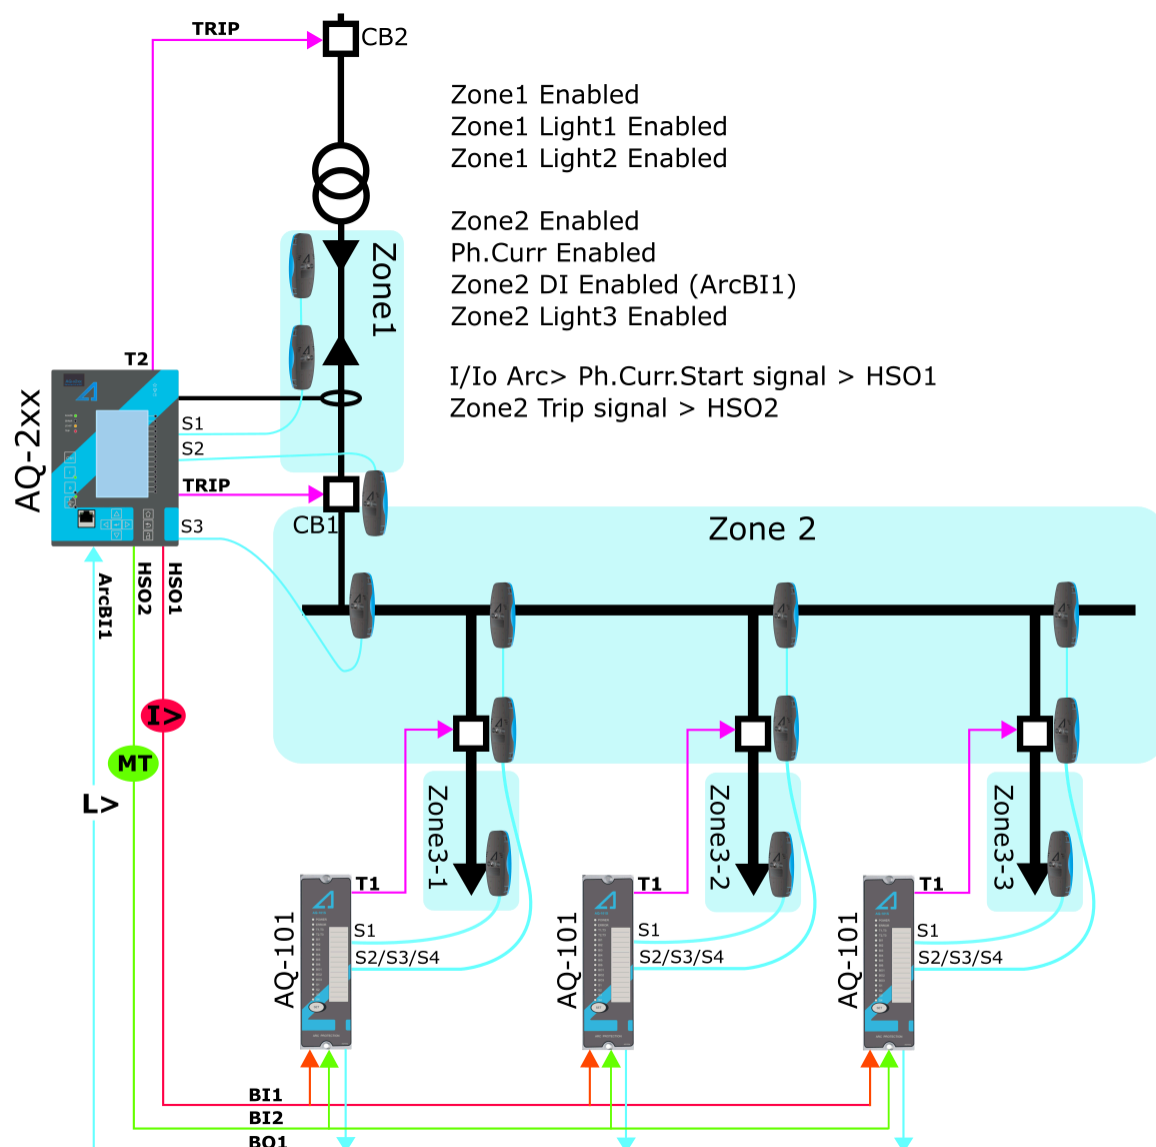 TRIP
CB2
Zone1 Enabled
Zone1 Light1 Enabled
Zone1 Light2 Enabled
Zone2 Enabled
Ph.Curr Enabled
Zone2 DI Enabled (ArcBI1)
Zone2 Light3 Enabled
I/Io Arc> Ph.Curr.Start signal > HSO1
Zone2 Trip signal > HSO2
Zone1
T2
AQ-2xx
S1
S2
TRIP
CB1
S3
Zone 2
ArcBI1
HSO2
HSO1
I>
MT
L>
Zone3-1
Zone3-2
Zone3-3
T1
T1
T1
AQ-101
AQ-101
AQ-101
S1
S1
S1
S2/S3/S4
S2/S3/S4
S2/S3/S4
BI1
BI2
BO1